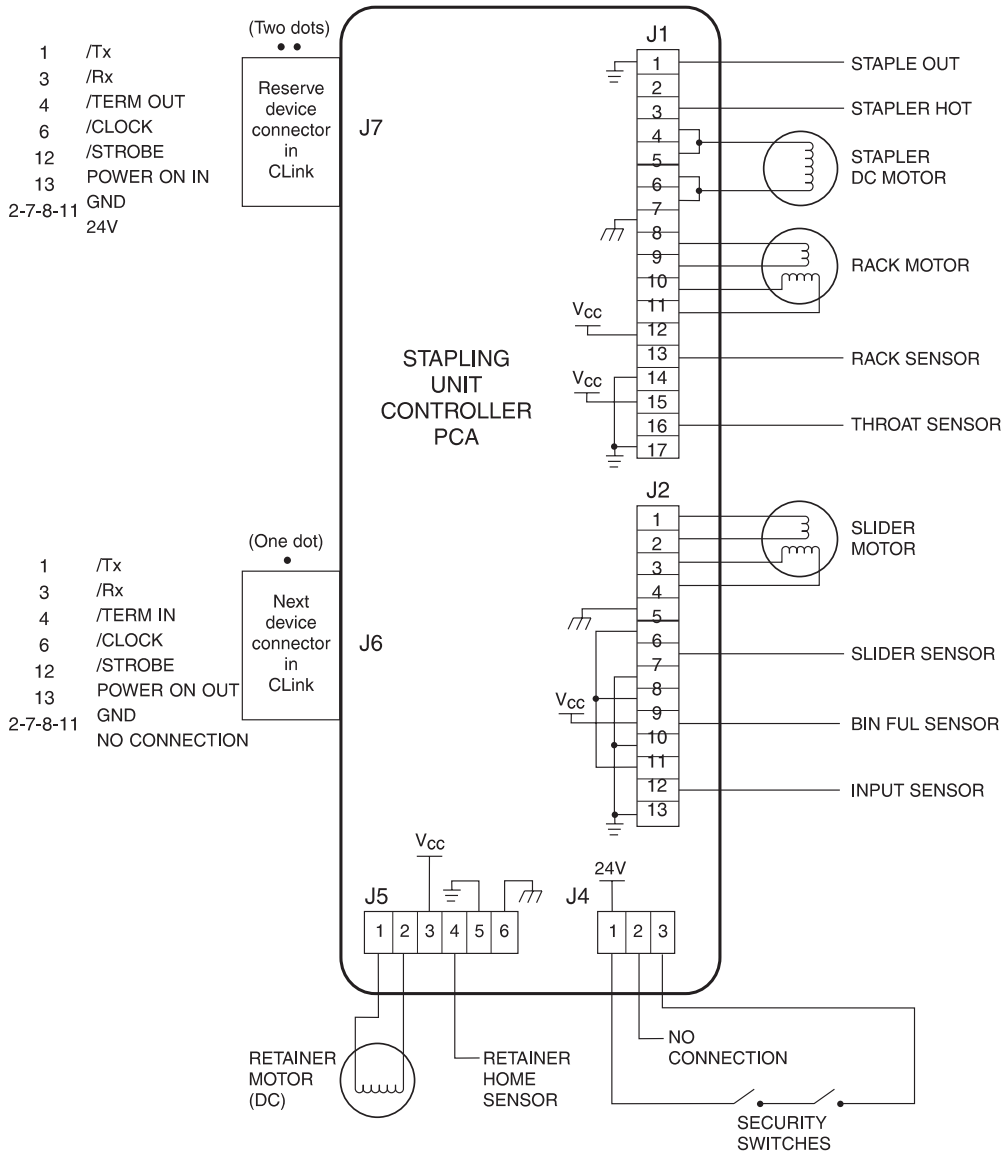 (Two dots)
1 /Tx
3 /Rx
4 /TERM OUT
6 /CLOCK
12 /STROBE
13 POWER ON IN
2-7-8-11 GND
24V
Reserve
device
connector
in
CLink
J7
(One dot)
1 /Tx
3 /Rx
4 /TERM IN
6 /CLOCK
12 /STROBE
13 POWER ON OUT
2-7-8-11 GND
NO CONNECTION
Next
device
connector
in
CLink
J6
STAPLING
UNIT
CONTROLLER
PCA
J1
1
2
3
4
5
6
7
8
9
10
11
12
13
14
15
16
17
VCC
VCC
STAPLE OUT
STAPLER HOT
STAPLER
DC MOTOR
RACK MOTOR
RACK SENSOR
THROAT SENSOR
J2
1
2
3
4
5
6
7
8
9
10
11
12
13
VCC
SLIDER
MOTOR
SLIDER SENSOR
BIN FUL SENSOR
INPUT SENSOR
VCC
J5
1 2 3 4 5 6
RETAINER
MOTOR
(DC)
RETAINER
HOME
SENSOR
24V
J4
1 2 3
NO
CONNECTION
SECURITY
SWITCHES